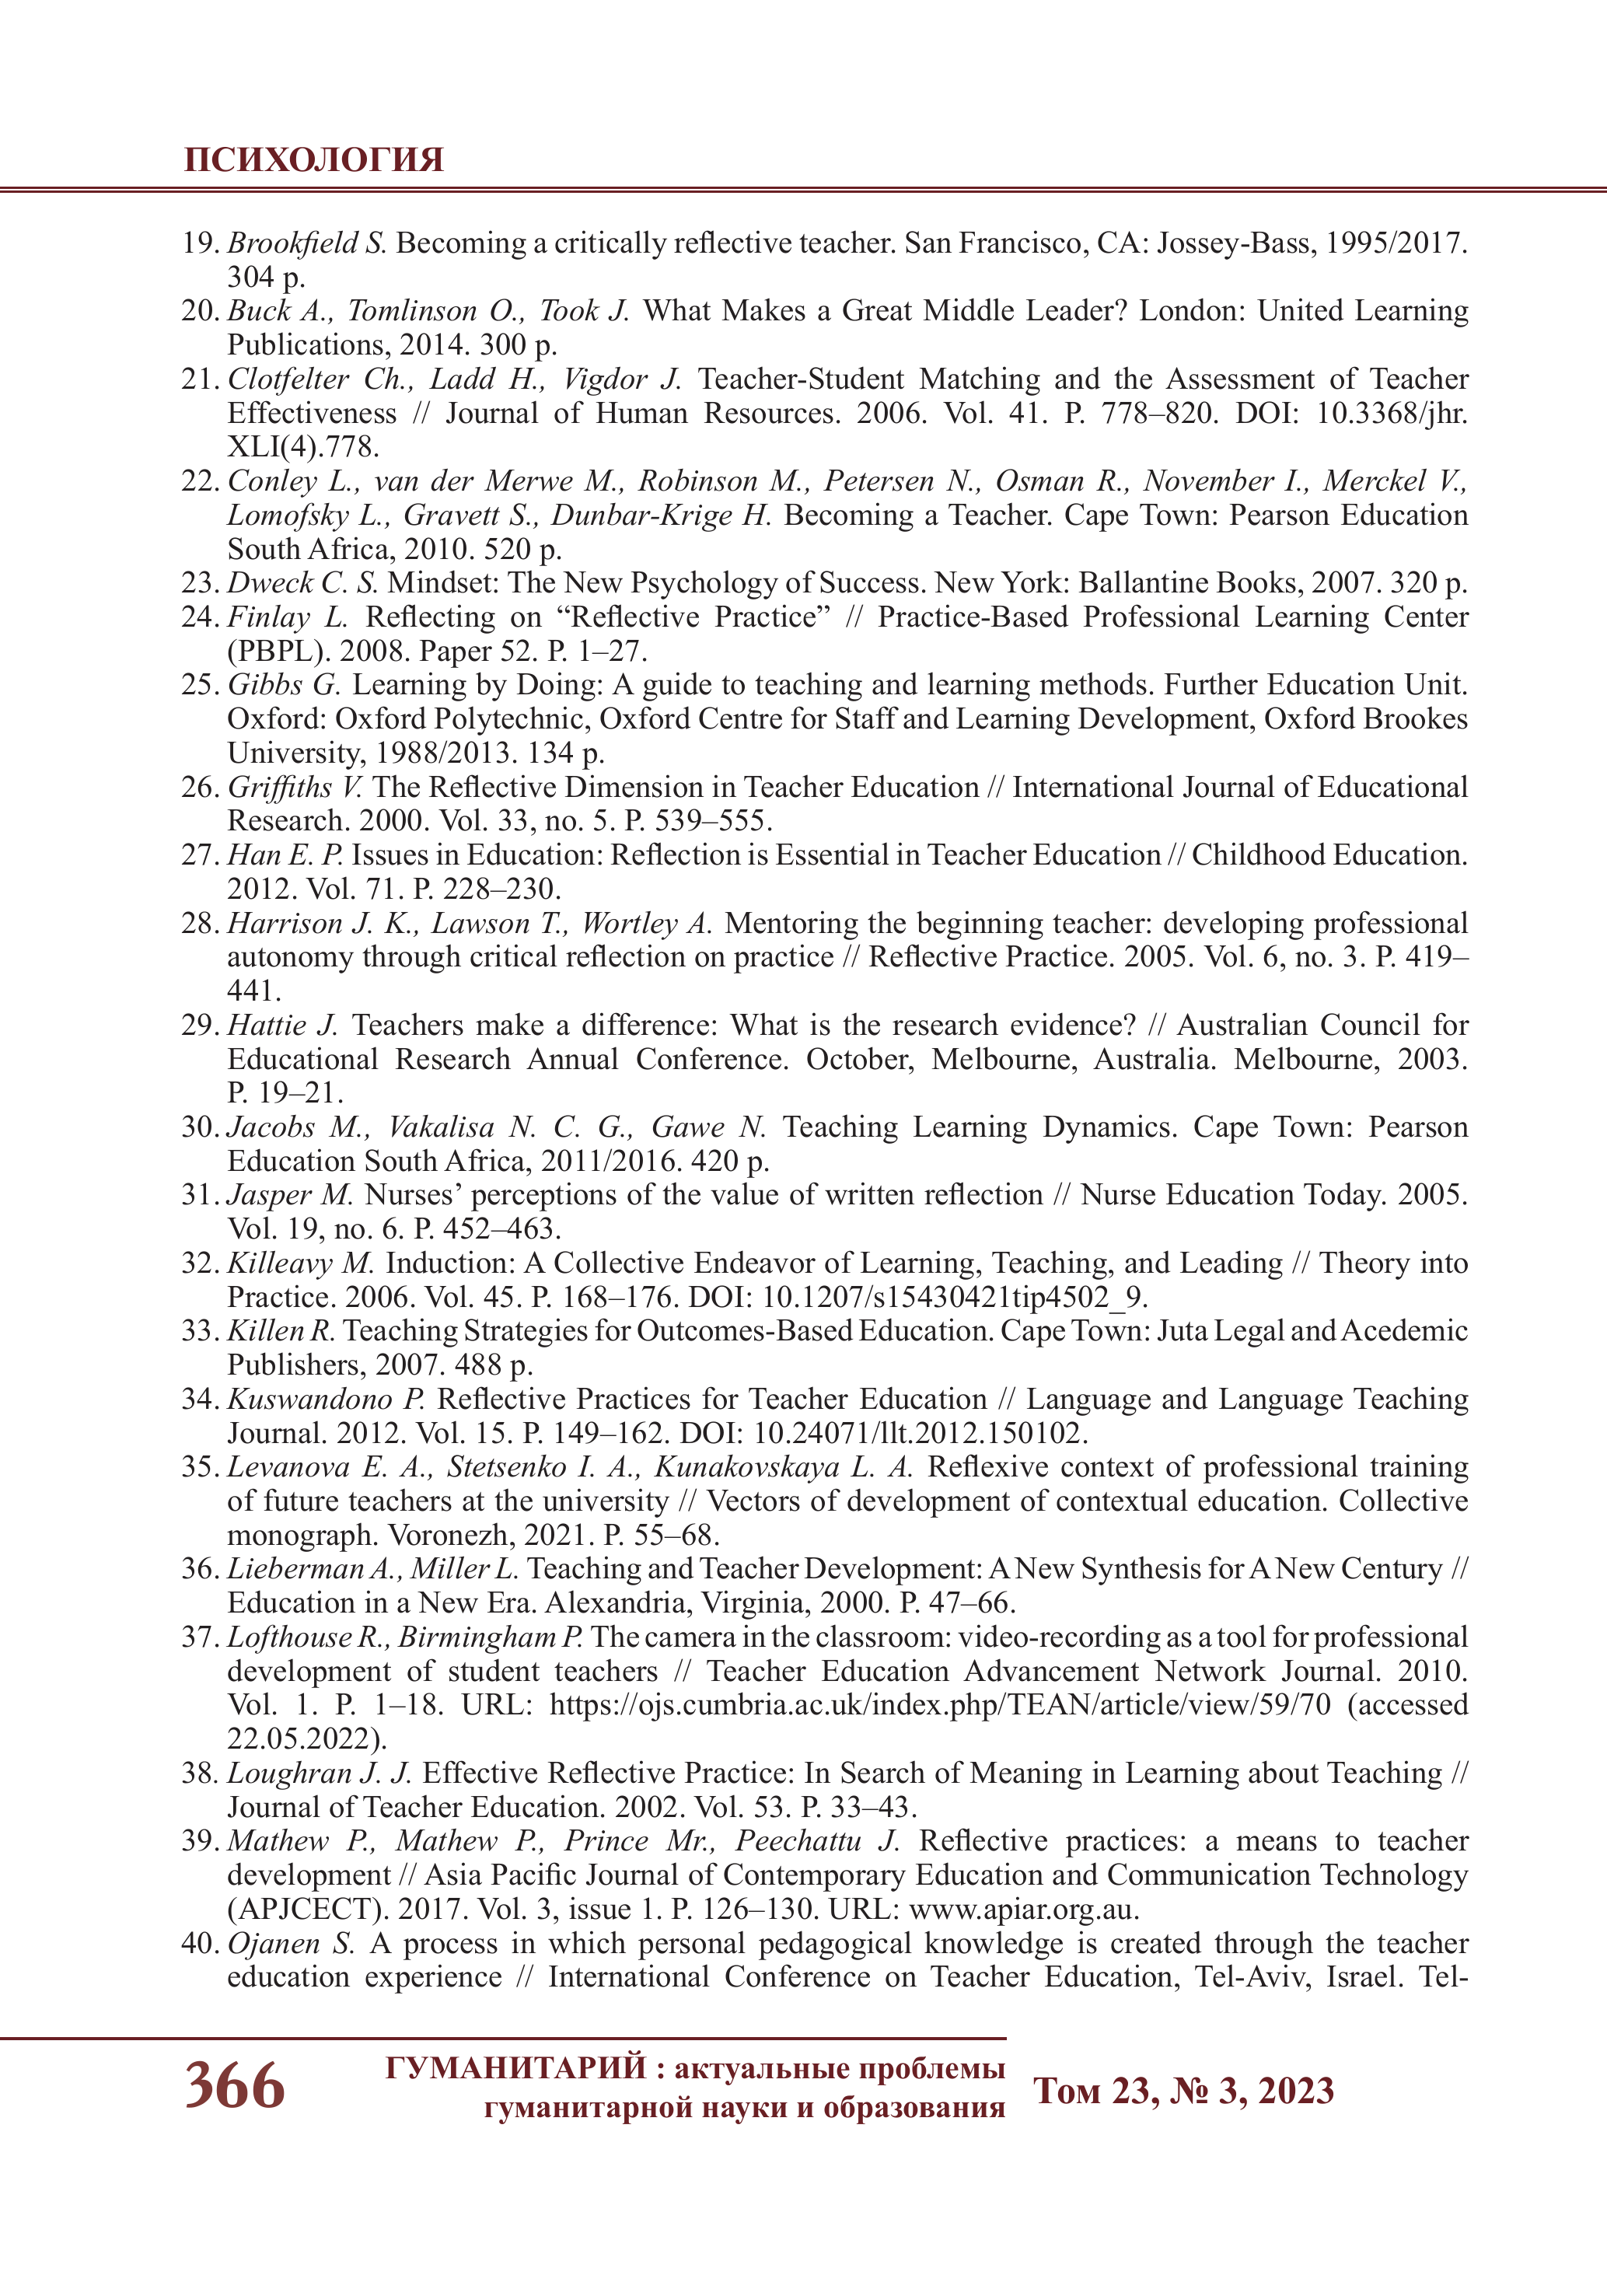 ПСИХОЛОГИЯ
19. Brookfield S. Becoming a critically reflective teacher. San Francisco, CA: Jossey-Bass, 1995/2017.
304 p.
20. Buck A., Tomlinson O., Took J. What Makes a Great Middle Leader? London: United Learning
Publications, 2014. 300 p.
21. Clotfelter Ch., Ladd H., Vigdor J. Teacher-Student Matching and the Assessment of Teacher
Effectiveness // Journal of Human Resources. 2006. Vol. 41. P. 778–820. DOI: 10.3368/jhr.
XLI(4).778.
22. Conley L., van der Merwe M., Robinson M., Petersen N., Osman R., November I., Merckel V.,
Lomofsky L., Gravett S., Dunbar-Krige H. Becoming a Teacher. Cape Town: Pearson Education
South Africa, 2010. 520 p.
23. Dweck C. S. Mindset: The New Psychology of Success. New York: Ballantine Books, 2007. 320 p.
24. Finlay L. Reflecting on “Reflective Practice” // Practice-Based Professional Learning Center
(PBPL). 2008. Paper 52. P. 1–27.
25. Gibbs G. Learning by Doing: A guide to teaching and learning methods. Further Education Unit.
Oxford: Oxford Polytechnic, Oxford Centre for Staff and Learning Development, Oxford Brookes
University, 1988/2013. 134 p.
26. Griffiths V. The Reflective Dimension in Teacher Education // International Journal of Educational
Research. 2000. Vol. 33, no. 5. P. 539–555.
27. Han E. P. Issues in Education: Reflection is Essential in Teacher Education // Childhood Education.
2012. Vol. 71. P. 228–230.
28. Harrison J. K., Lawson T., Wortley A. Mentoring the beginning teacher: developing professional
autonomy through critical reflection on practice // Reflective Practice. 2005. Vol. 6, no. 3. P. 419–
441.
29. Hattie J. Teachers make a difference: What is the research evidence? // Australian Council for
Educational Research Annual Conference. October, Melbourne, Australia. Melbourne, 2003.
P. 19–21.
30. Jacobs M., Vakalisa N. C. G., Gawe N. Teaching Learning Dynamics. Cape Town: Pearson
Education South Africa, 2011/2016. 420 p.
31. Jasper M. Nurses’ perceptions of the value of written reflection // Nurse Education Today. 2005.
Vol. 19, no. 6. P. 452–463.
32. Killeavy M. Induction: A Collective Endeavor of Learning, Teaching, and Leading // Theory into
Practice. 2006. Vol. 45. P. 168–176. DOI: 10.1207/s15430421tip4502_9.
33. Killen R. Teaching Strategies for Outcomes-Based Education. Cape Town: Juta Legal and Acedemic
Publishers, 2007. 488 p.
34. Kuswandono P. Reflective Practices for Teacher Education // Language and Language Teaching
Journal. 2012. Vol. 15. P. 149–162. DOI: 10.24071/llt.2012.150102.
35. Levanova E. A., Stetsenko I. A., Kunakovskaya L. A. Reflexive context of professional training
of future teachers at the university // Vectors of development of contextual education. Collective
monograph. Voronezh, 2021. P. 55–68.
36. Lieberman A., Miller L. Teaching and Teacher Development: A New Synthesis for A New Century //
Education in a New Era. Alexandria, Virginia, 2000. P. 47–66.
37. Lofthouse R., Birmingham P. The camera in the classroom: video-recording as a tool for professional
development of student teachers // Teacher Education Advancement Network Journal. 2010.
Vol. 1. P. 1–18. URL: https://ojs.cumbria.ac.uk/index.php/TEAN/article/view/59/70 (accessed
22.05.2022).
38. Loughran J. J. Effective Reflective Practice: In Search of Meaning in Learning about Teaching //
Journal of Teacher Education. 2002. Vol. 53. P. 33–43.
39. Mathew P., Mathew P., Prince Mr., Peechattu J. Reflective practices: a means to teacher
development // Asia Pacific Journal of Contemporary Education and Communication Technology
(APJCECT). 2017. Vol. 3, issue 1. P. 126–130. URL: www.apiar.org.au.
40. Ojanen S. A process in which personal pedagogical knowledge is created through the teacher
education experience // International Conference on Teacher Education, Tel-Aviv, Israel. Tel-
366
ГУМАНИТАРИЙ : актуальные проблемы
гуманитарной науки и образования
Том 23, № 3, 2023